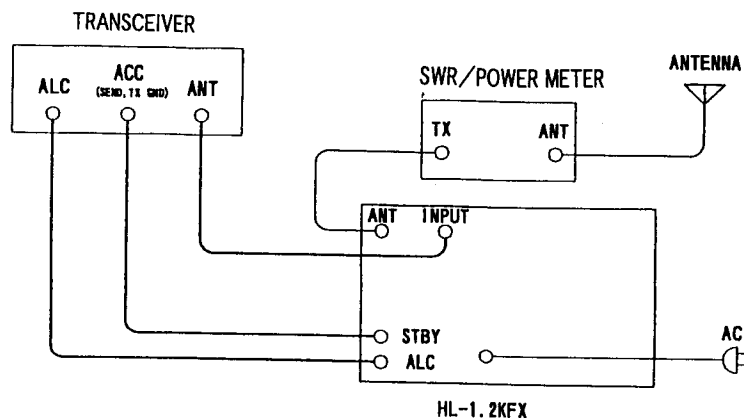 TRANSCEIVER
ALC
ACC
(SEND, TX GND)
ANT
SWR/POWER METER
TX
ANT
ANTENNA
ANT
INPUT
STBY
ALC
AC
HL-1.2KFX